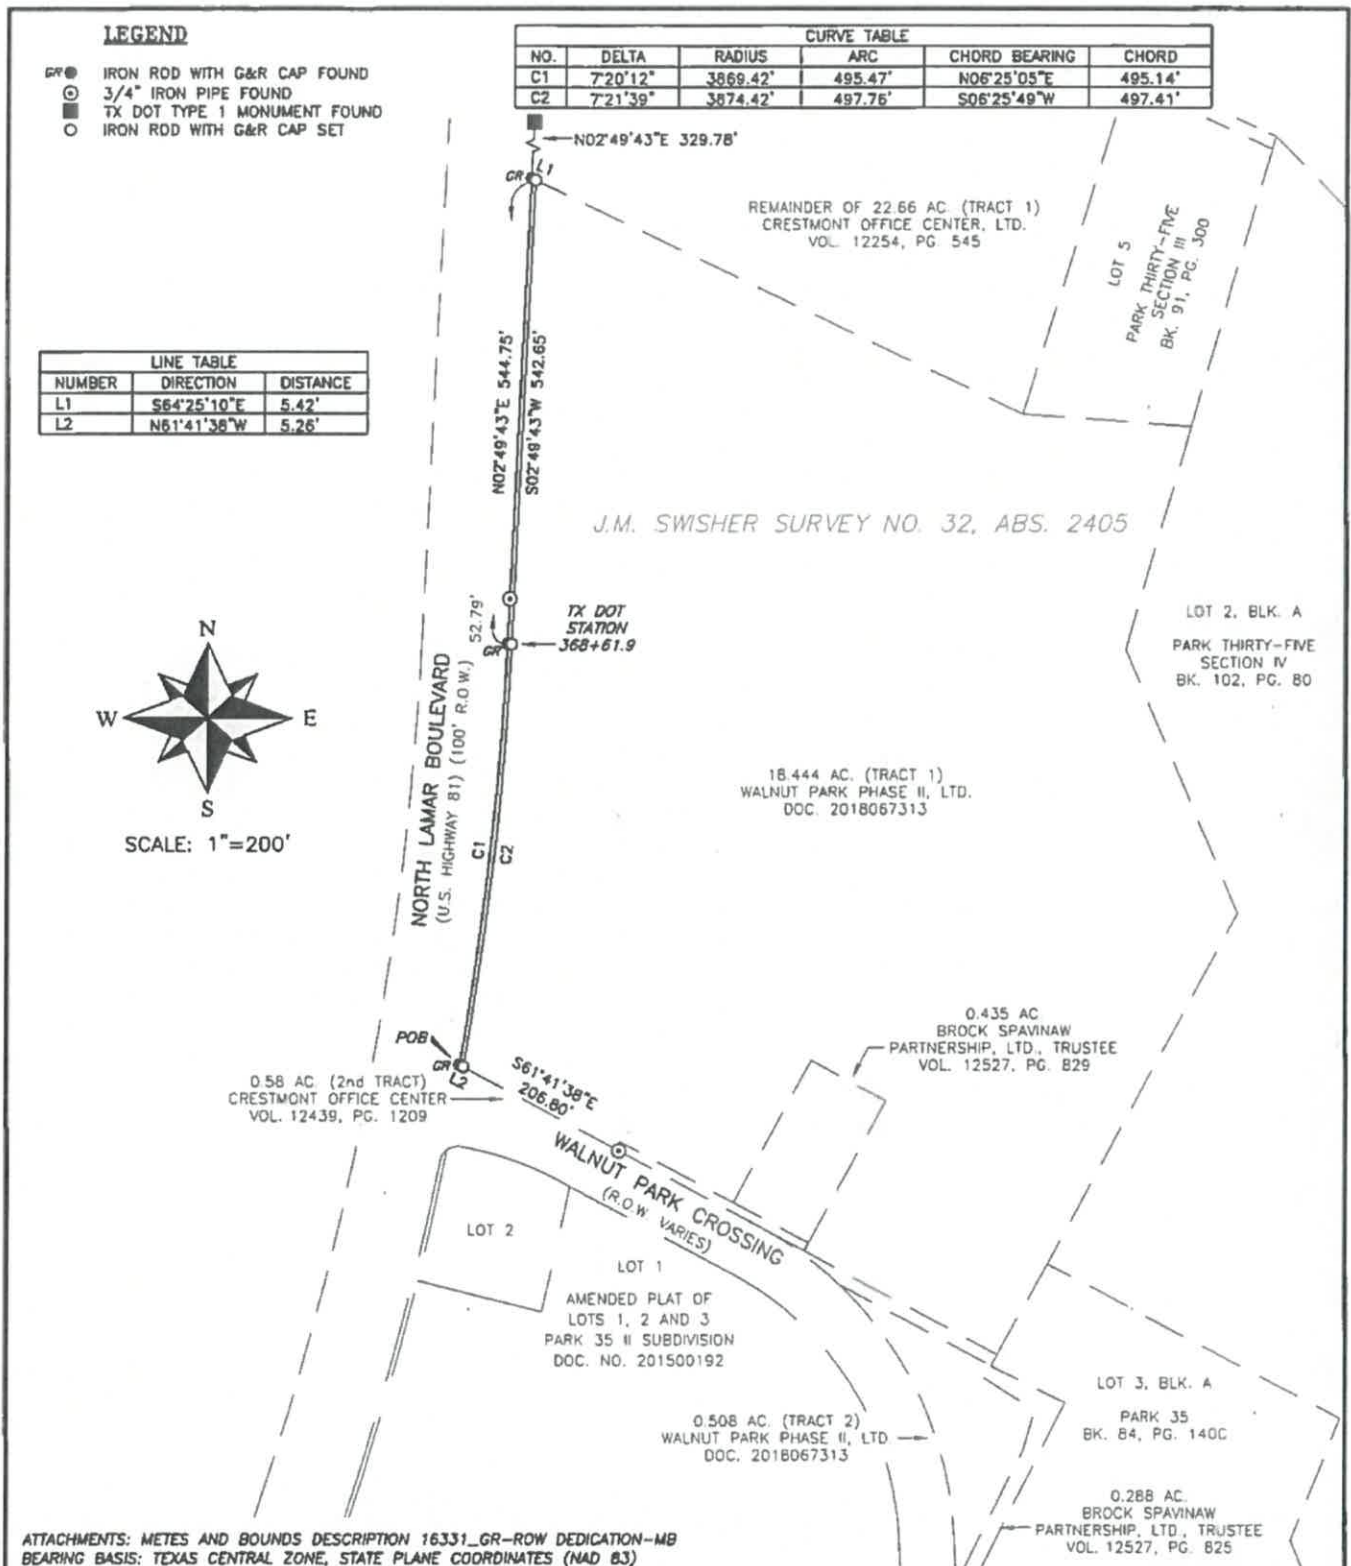 LEGEND
GR IRON ROD WITH G&R CAP FOUND
3/4" IRON PIPE FOUND
TX DOT TYPE 1 MONUMENT FOUND
IRON ROD WITH G&R CAP SET
CURVE TABLE
NO. DELTA RADIUS ARC CHORD BEARING CHORD
C1 7°20'12" 3869.42' 495.47' N06°25'05"E 495.14'
C2 7°21'39" 3874.42' 497.76' S06°25'49"W 497.41'
N02°49'43"E 329.78'
GR
L1
REMAINDER OF 22.66 AC. (TRACT 1)
CRESTMONT OFFICE CENTER, LTD.
VOL. 12254, PG. 545
LOT 5
PARK THIRTY-FIVE
SECTION III
BK. 91, PG. 300
LINE TABLE
NUMBER DIRECTION DISTANCE
L1 S64°25'10"E 5.42'
L2 N61°41'38"W 5.26'
N02°49'43"E 544.75'
S02°49'43"W 542.65'
J.M. SWISHER SURVEY NO. 32, ABS. 2405
52.79'
GR
TX DOT
STATION
368+61.9
LOT 2, BLK. A
PARK THIRTY-FIVE
SECTION IV
BK. 102, PG. 80
N
W E
S
SCALE: 1"=200'
NORTH LAMAR BOULEVARD
(U.S. HIGHWAY 81) (100' R.O.W.)
C1
C2
18.444 AC. (TRACT 1)
WALNUT PARK PHASE II, LTD.
DOC. 2018067313
POB
GR
L2
S61°41'38"E
206.80'
0.58 AC. (2nd TRACT)
CRESTMONT OFFICE CENTER
VOL. 12439, PG. 1209
0.435 AC.
BROCK SPAVINAW
PARTNERSHIP, LTD., TRUSTEE
VOL. 12527, PG. 829
WALNUT PARK CROSSING
(R.O.W. VARIES)
LOT 2
LOT 1
AMENDED PLAT OF
LOTS 1, 2 AND 3
PARK 35 II SUBDIVISION
DOC. NO. 201500192
LOT 3, BLK. A
PARK 35
BK. 84, PG. 140C
0.508 AC. (TRACT 2)
WALNUT PARK PHASE II, LTD
DOC. 2018067313
0.288 AC.
BROCK SPAVINAW
PARTNERSHIP, LTD., TRUSTEE
VOL. 12527, PG. 825
ATTACHMENTS: METES AND BOUNDS DESCRIPTION 16331_GR-ROW DEDICATION-MB
BEARING BASIS: TEXAS CENTRAL ZONE, STATE PLANE COORDINATES (NAD 83)